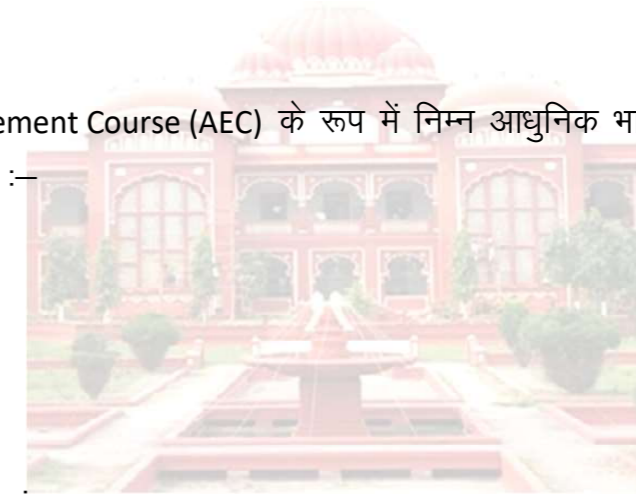 ement Course (AEC) के रूप में निम्न आधुनिक भा
:–
.